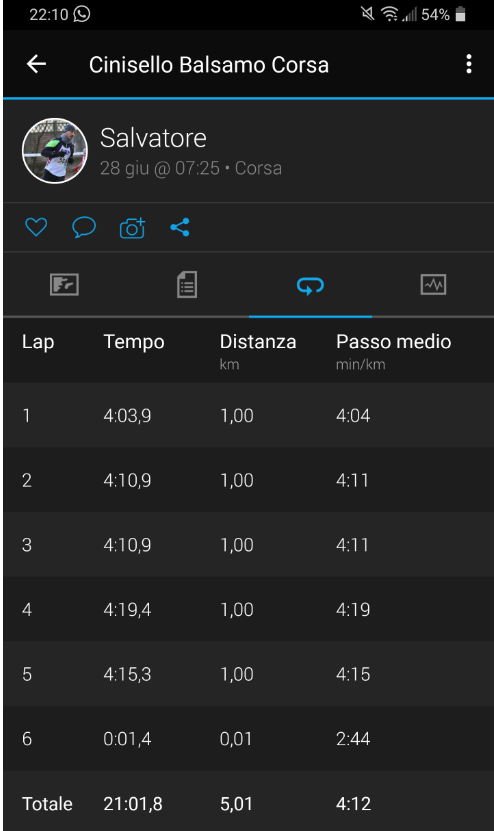 22:10 54%
Cinisello Balsamo Corsa
Salvatore
28 giu @ 07:25 • Corsa
Lap Tempo Distanza Passo medio
km min/km
1 4:03,9 1,00 4:04
2 4:10,9 1,00 4:11
3 4:10,9 1,00 4:11
4 4:19,4 1,00 4:19
5 4:15,3 1,00 4:15
6 0:01,4 0,01 2:44
Totale 21:01,8 5,01 4:12